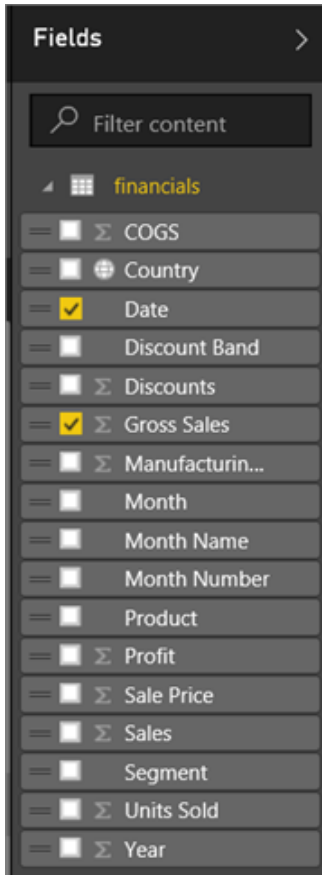 Fields
Filter content
financials
Σ COGS
Country
Date
Discount Band
Σ Discounts
Σ Gross Sales
Σ Manufacturin...
Month
Month Name
Month Number
Product
Σ Profit
Σ Sale Price
Σ Sales
Segment
Σ Units Sold
Σ Year